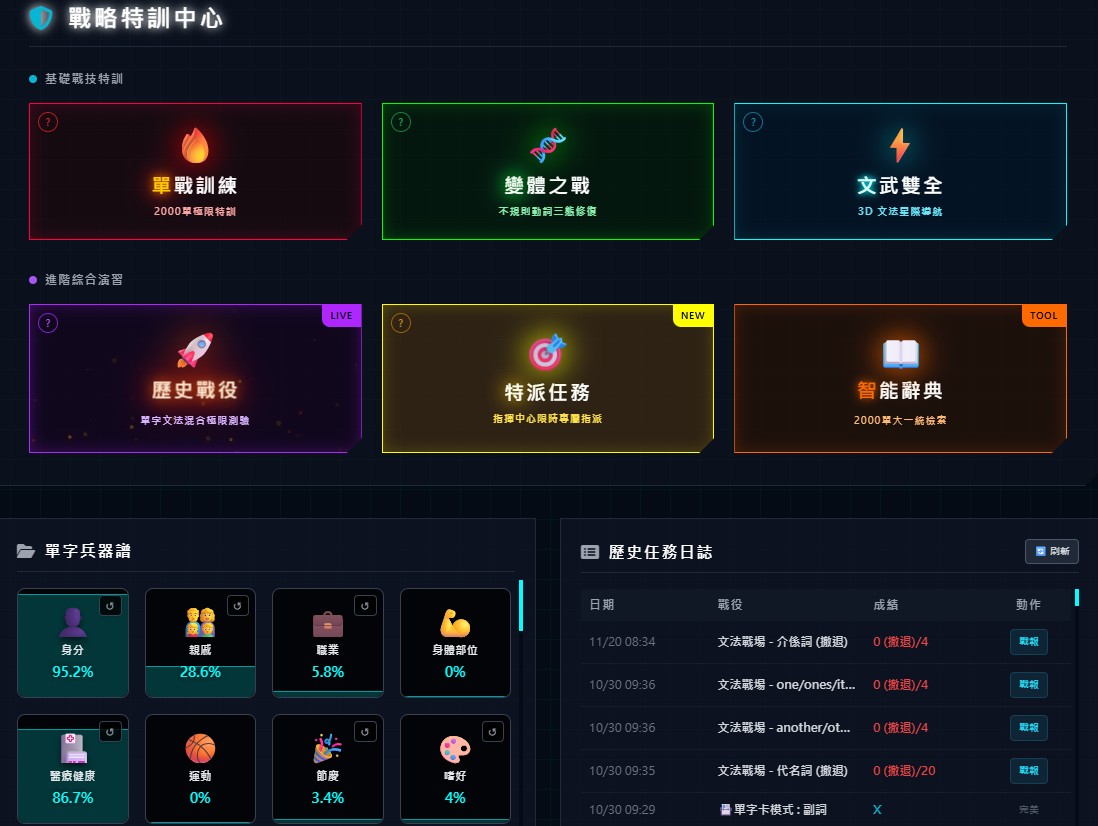 戰略特訓中心
基礎戰技特訓
?
單戰訓練
2000單極限特訓
?
變體之戰
不規則動詞三態修復
?
文武雙全
3D 文法星際導航
進階綜合演習
?
LIVE
歷史戰役
單字文法混合極限測驗
?
NEW
特派任務
指揮中心限時專屬指派
TOOL
智能辭典
2000單大一統檢索
單字兵器譜
身分
95.2%
親戚
28.6%
職業
5.8%
身體部位
0%
醫療健康
86.7%
運動
0%
節慶
3.4%
嗜好
4%
歷史任務日誌
刷新
日期 戰役 成績 動作
11/20 08:34 文法戰場 - 介係詞 (撤退) 0 (撤退)/4 戰報
10/30 09:36 文法戰場 - one/ones/it... 0 (撤退)/4 戰報
10/30 09:36 文法戰場 - another/ot... 0 (撤退)/4 戰報
10/30 09:35 文法戰場 - 代名詞 (撤退) 0 (撤退)/20 戰報
10/30 09:29 單字卡模式 : 副詞 X 完美